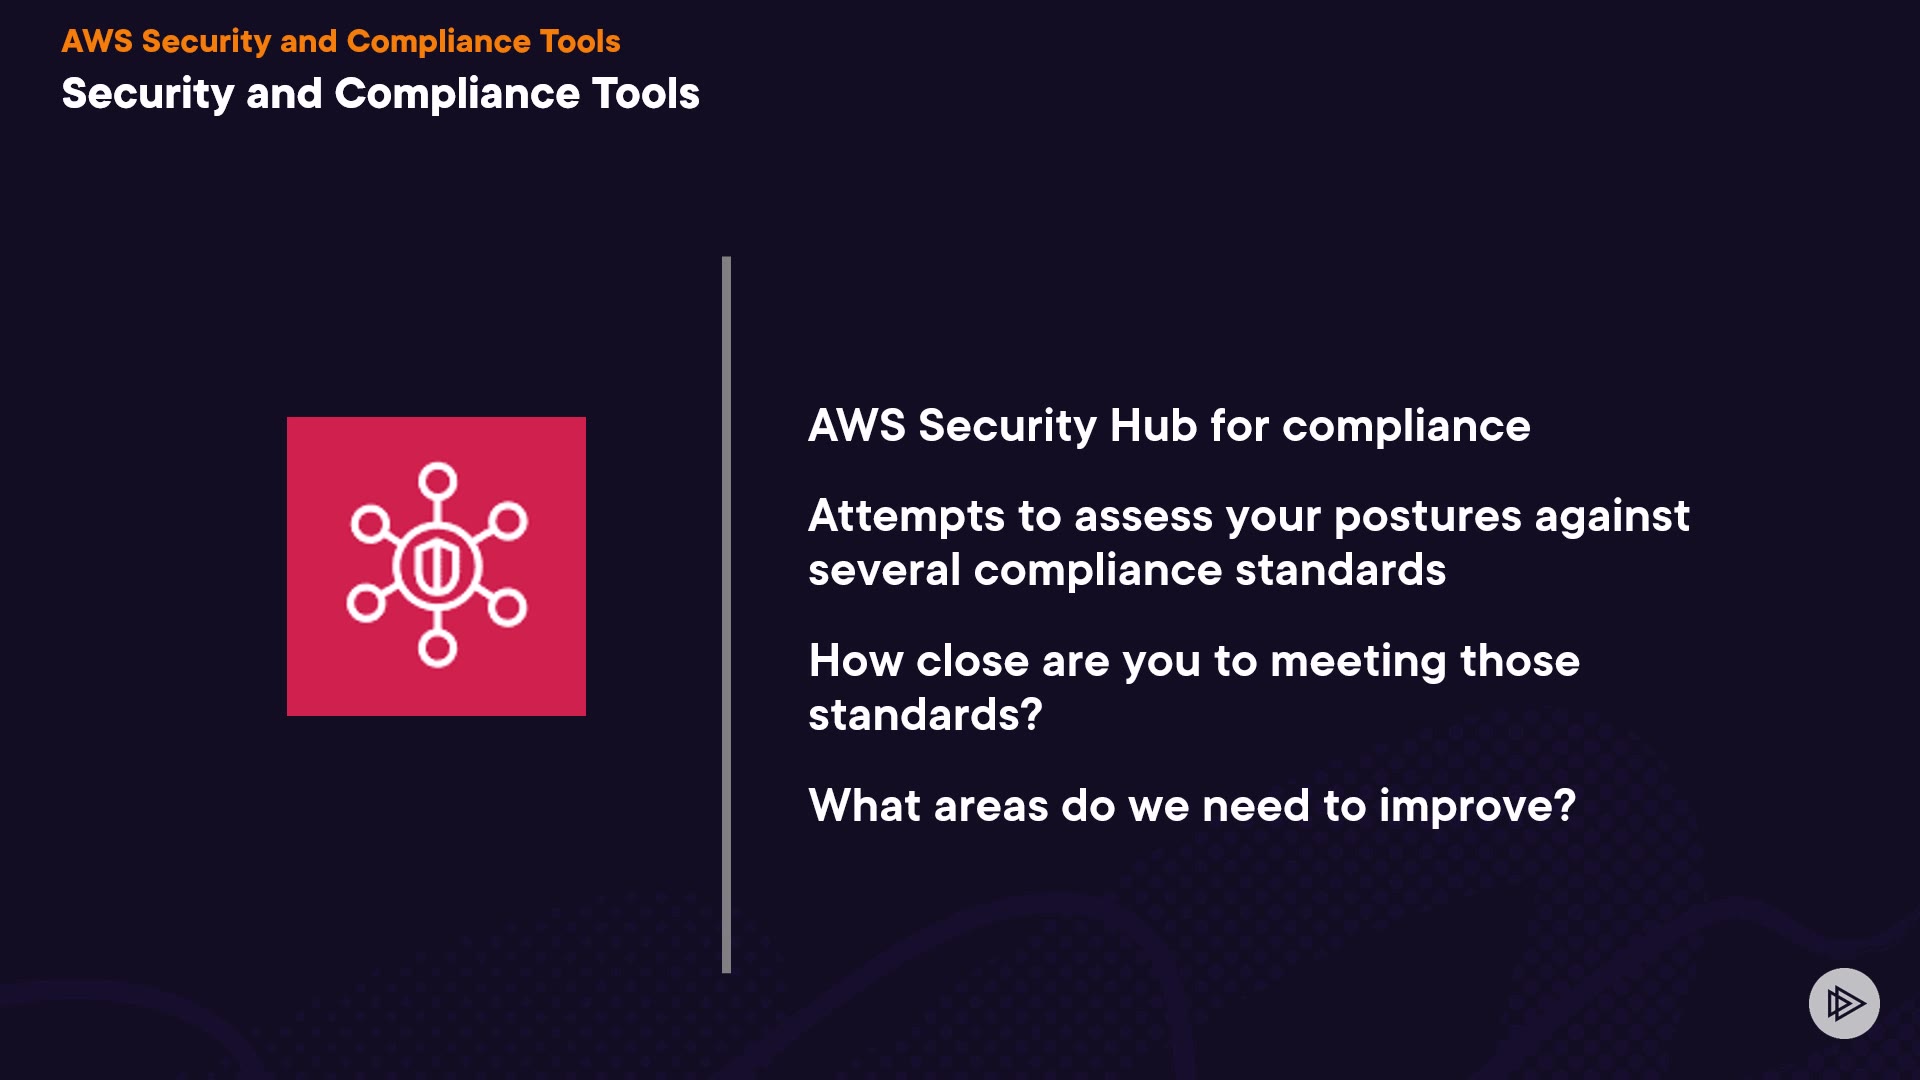 AWS Security and Compliance Tools
Security and Compliance Tools
AWS Security Hub for compliance
Attempts to assess your postures against
several compliance standards
How close are you to meeting those
standards?
What areas do we need to improve?